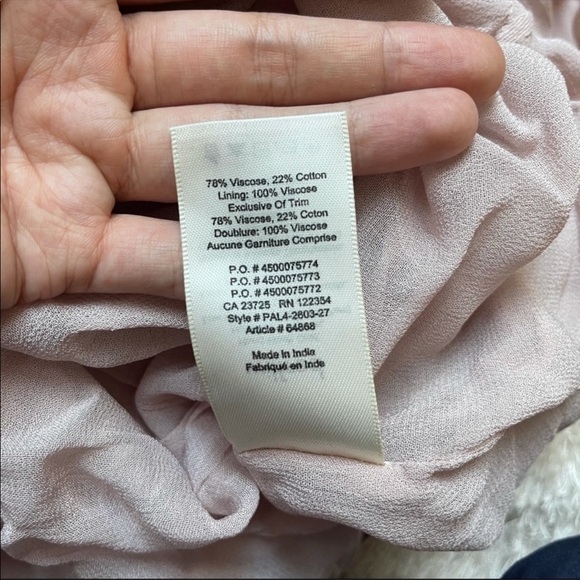 78% Viscose, 22% Cotton
Lining: 100% Viscose
Exclusive Of Trim
78% Viscose, 22% Coton
Doublure: 100% Viscose
Aucune Garniture Comprise
P.O. # 4500075774
P.O. # 4500075773
P.O. # 4500075772
CA 23725 RN 122354
Style # PAL4-2603-27
Article # 64868
Made in India
Fabriqué en Inde